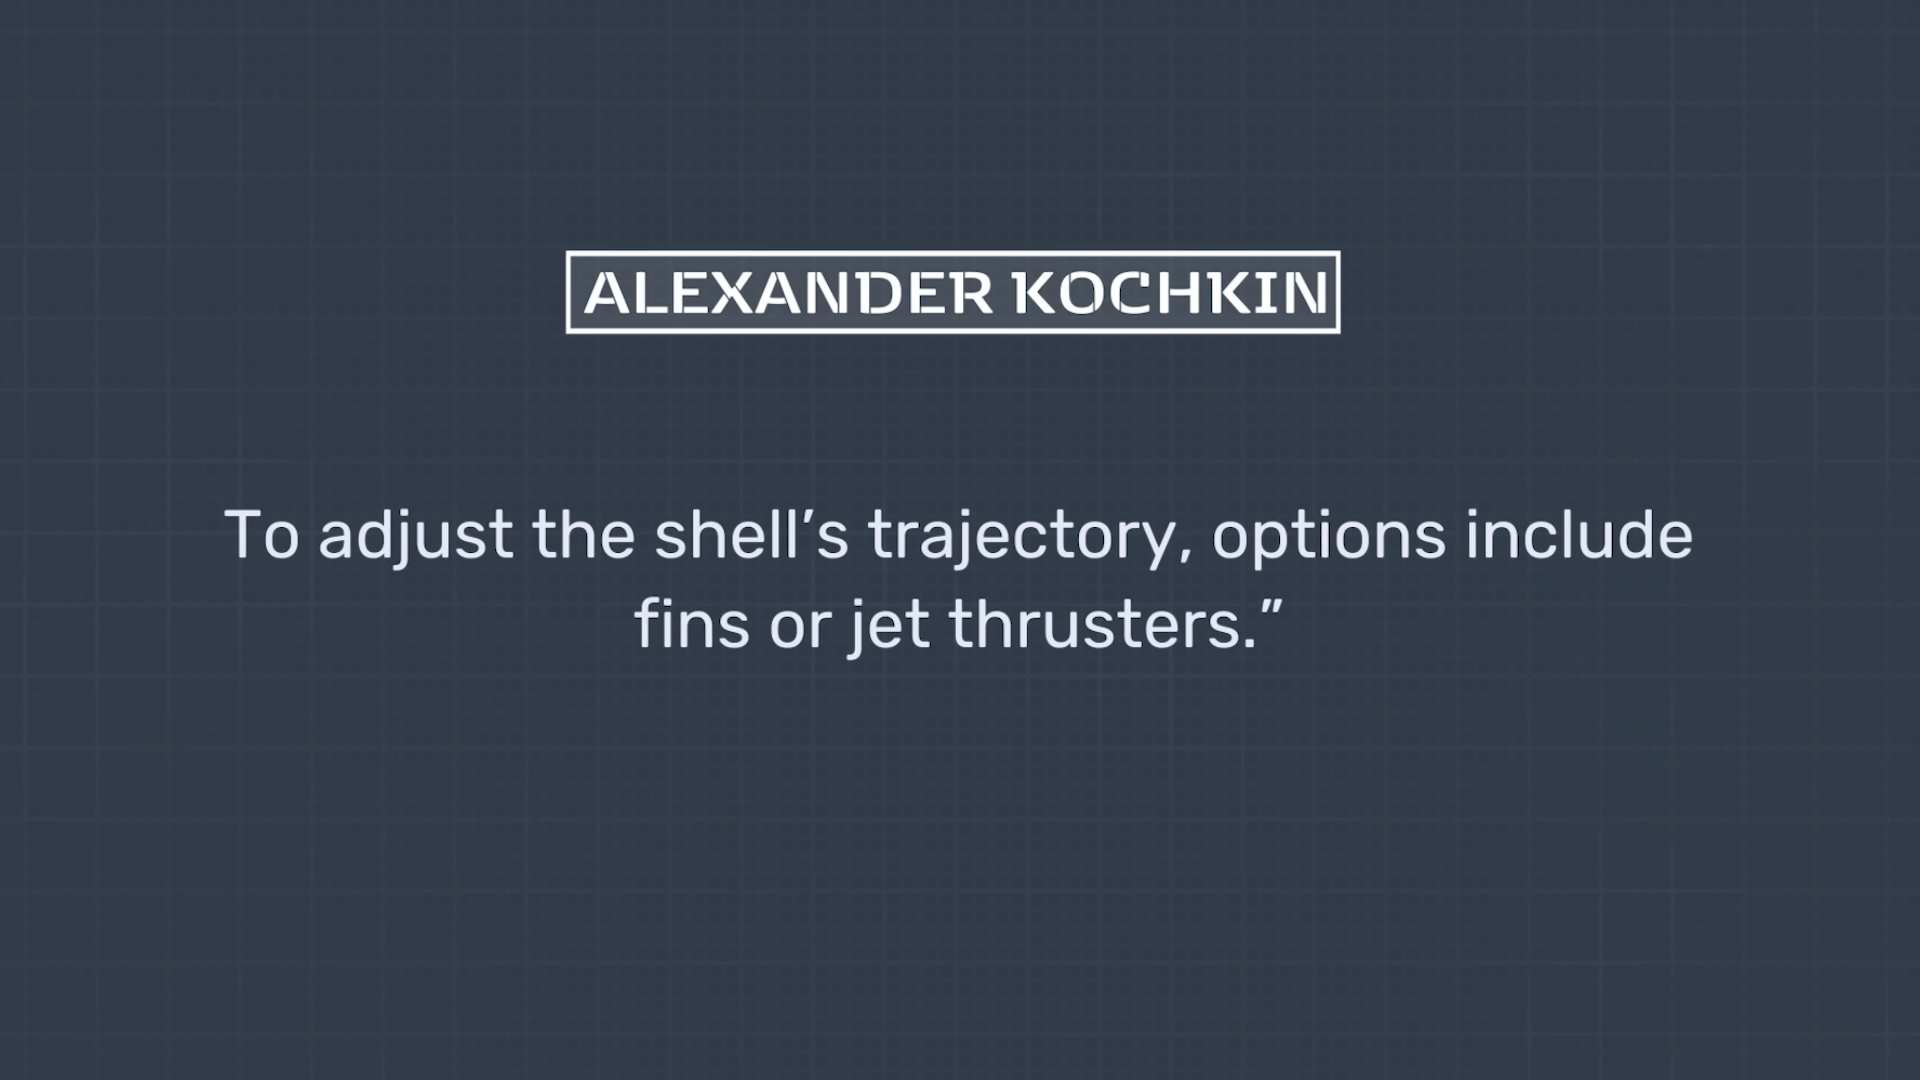 ALEXANDER KOCHKIN
To adjust the shell’s trajectory, options include
fins or jet thrusters.”